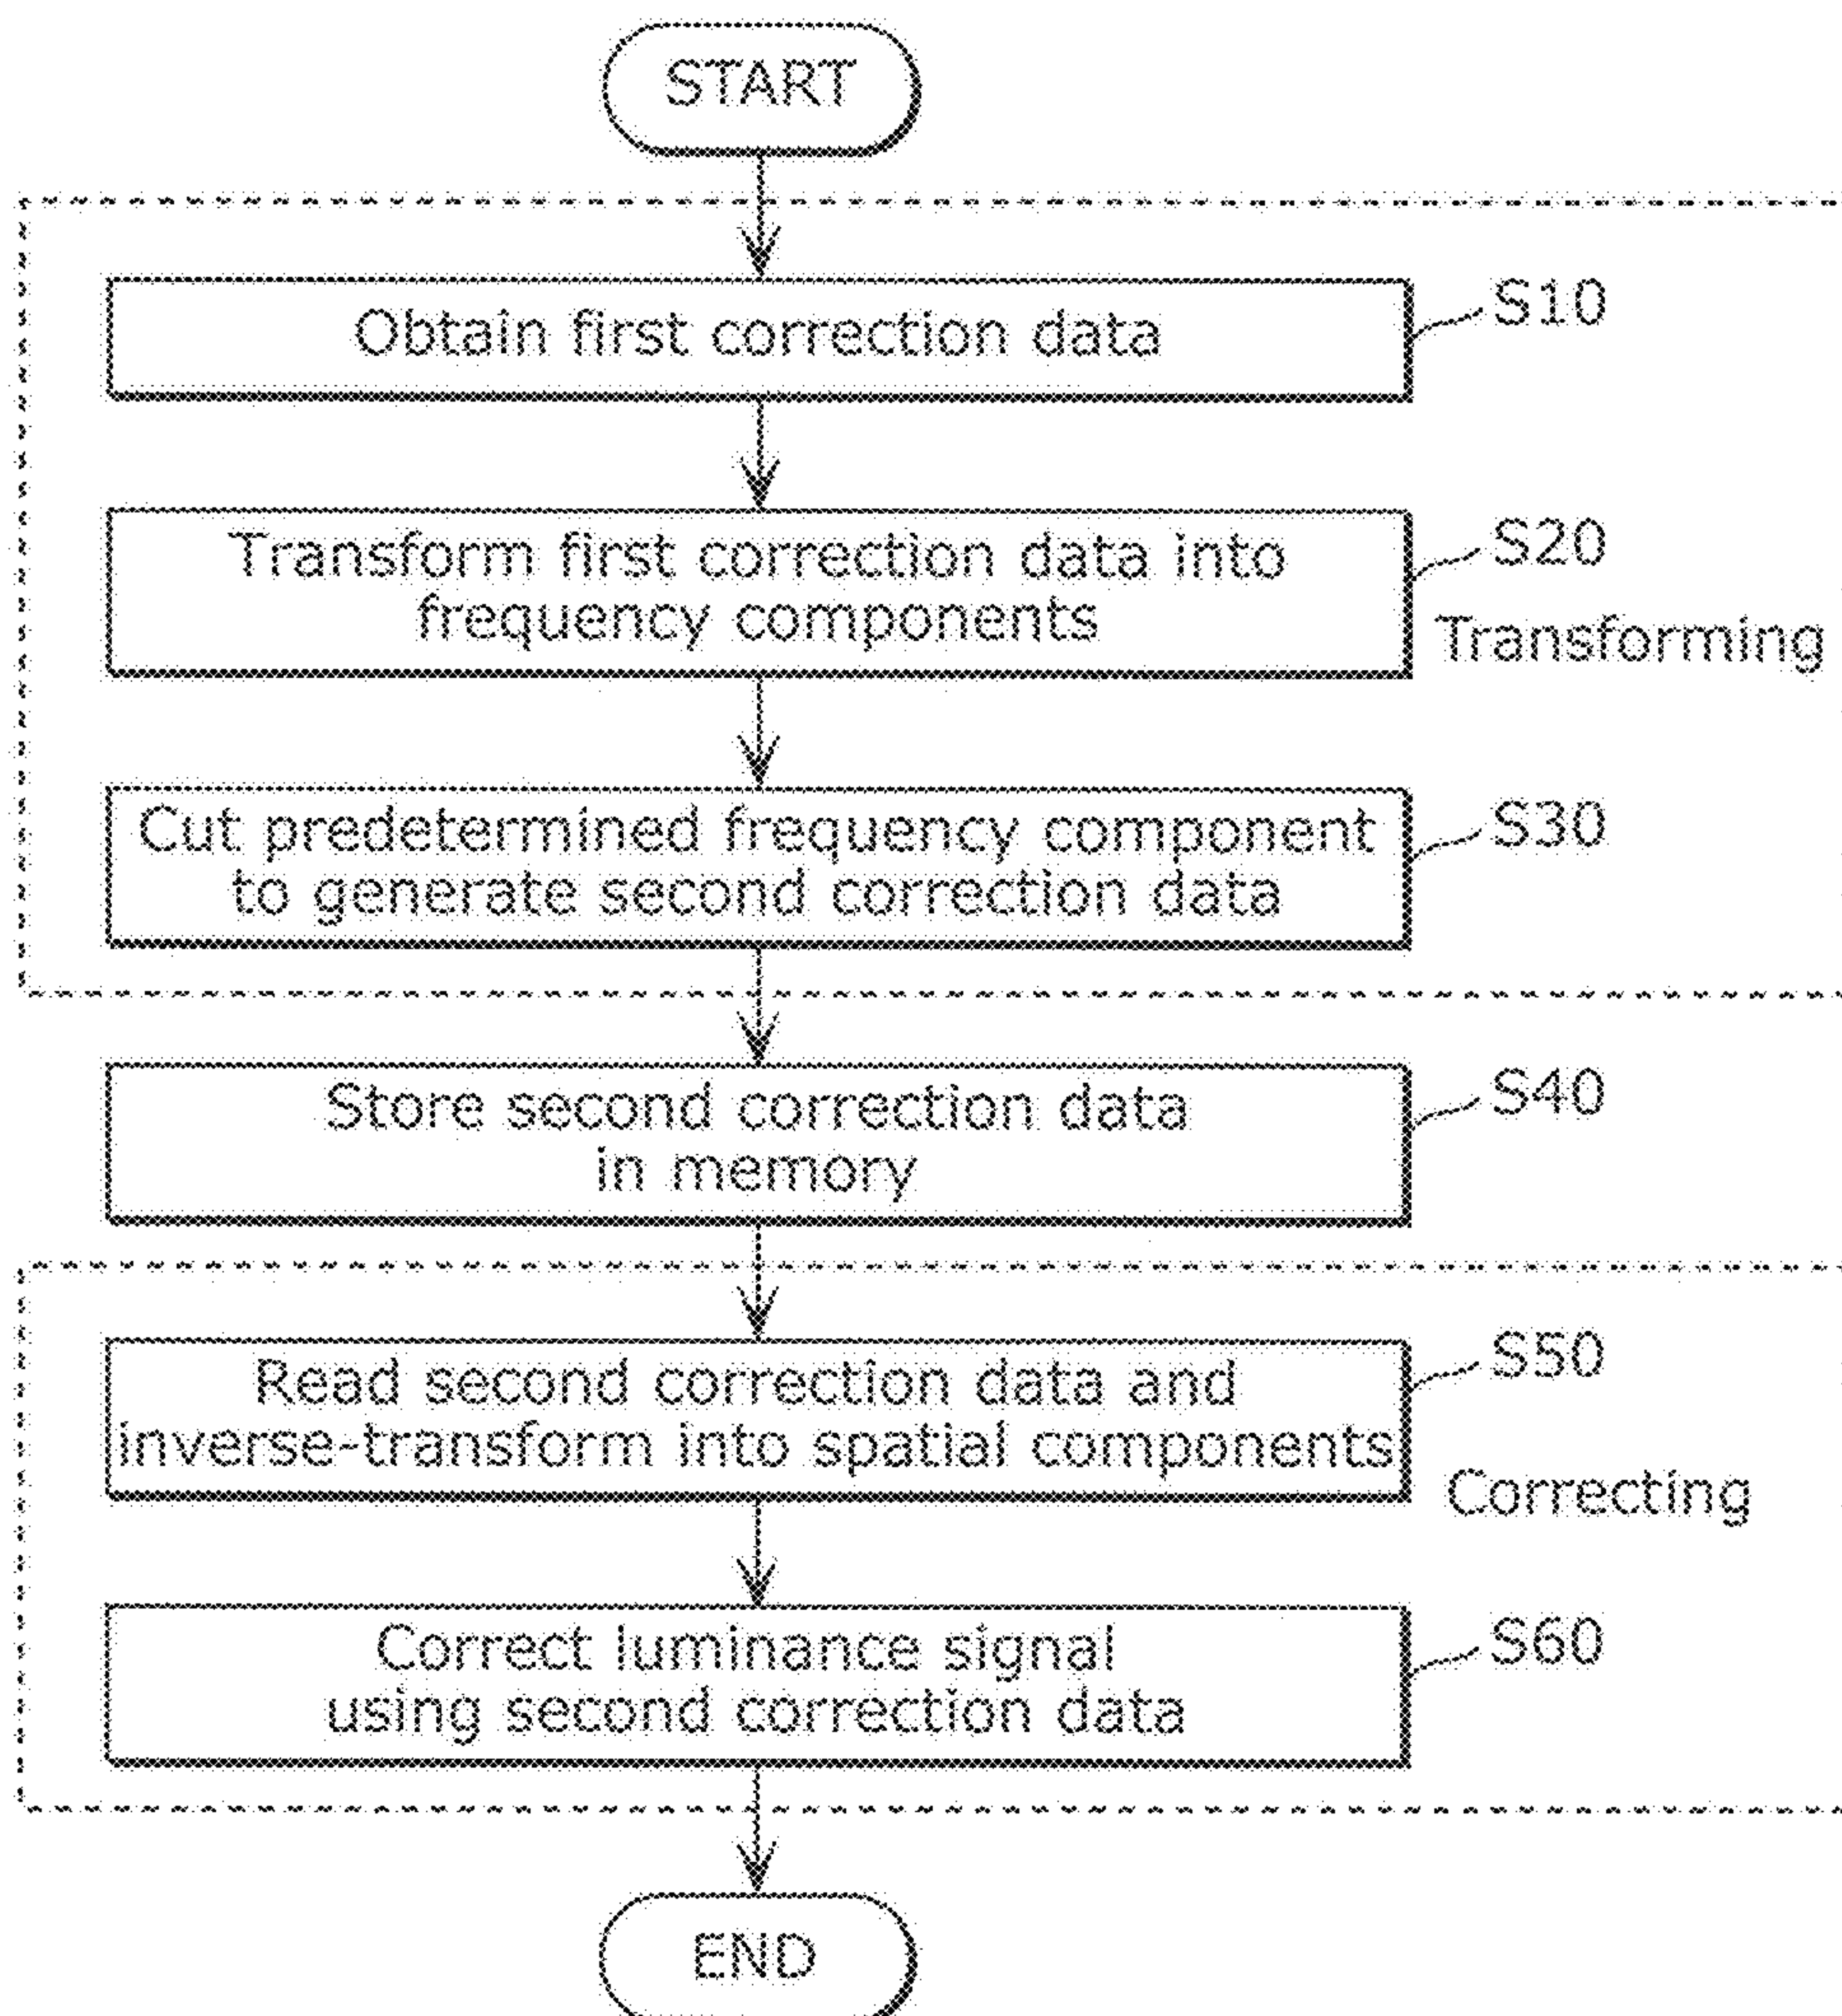 START
Obtain first correction data
S10
Transform first correction data into
frequency components
S20
Transforming
Cut predetermined frequency component
to generate second correction data
S30
Store second correction data
in memory
S40
Read second correction data and
inverse-transform into spatial components
S50
Correcting
Correct luminance signal
using second correction data
S60
END